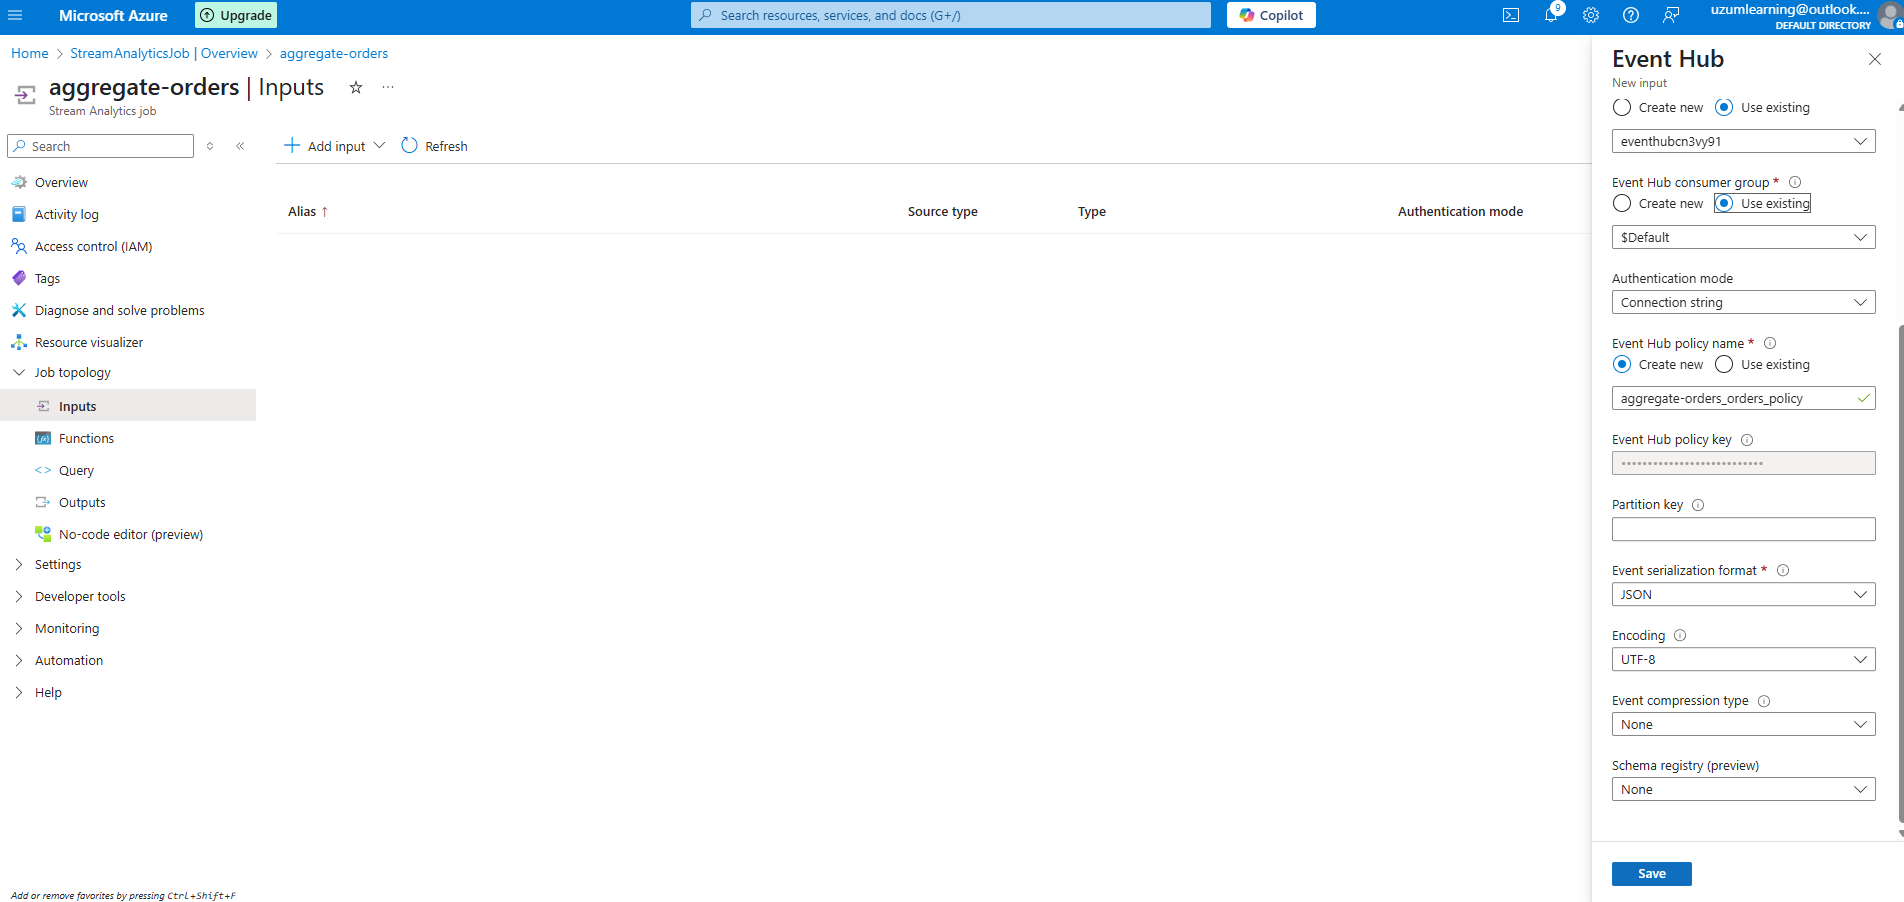 Microsoft Azure
Upgrade
Search resources, services, and docs (G+/)
Copilot
9
uzumlearning@outlook....
DEFAULT DIRECTORY
Home > StreamAnalyticsJob | Overview > aggregate-orders
aggregate-orders | Inputs
Stream Analytics job
Search
Overview
Activity log
Access control (IAM)
Tags
Diagnose and solve problems
Resource visualizer
Job topology
Inputs
Functions
Query
Outputs
No-code editor (preview)
Settings
Developer tools
Monitoring
Automation
Help
Add or remove favorites by pressing Ctrl+Shift+F
Add input
Refresh
Alias ↑ Source type Type Authentication mode
Event Hub
New input
Create new Use existing
eventhubcn3vy91
Event Hub consumer group *
Create new Use existing
$Default
Authentication mode
Connection string
Event Hub policy name *
Create new Use existing
aggregate-orders_orders_policy
Event Hub policy key
Partition key
Event serialization format *
JSON
Encoding
UTF-8
Event compression type
None
Schema registry (preview)
None
Save